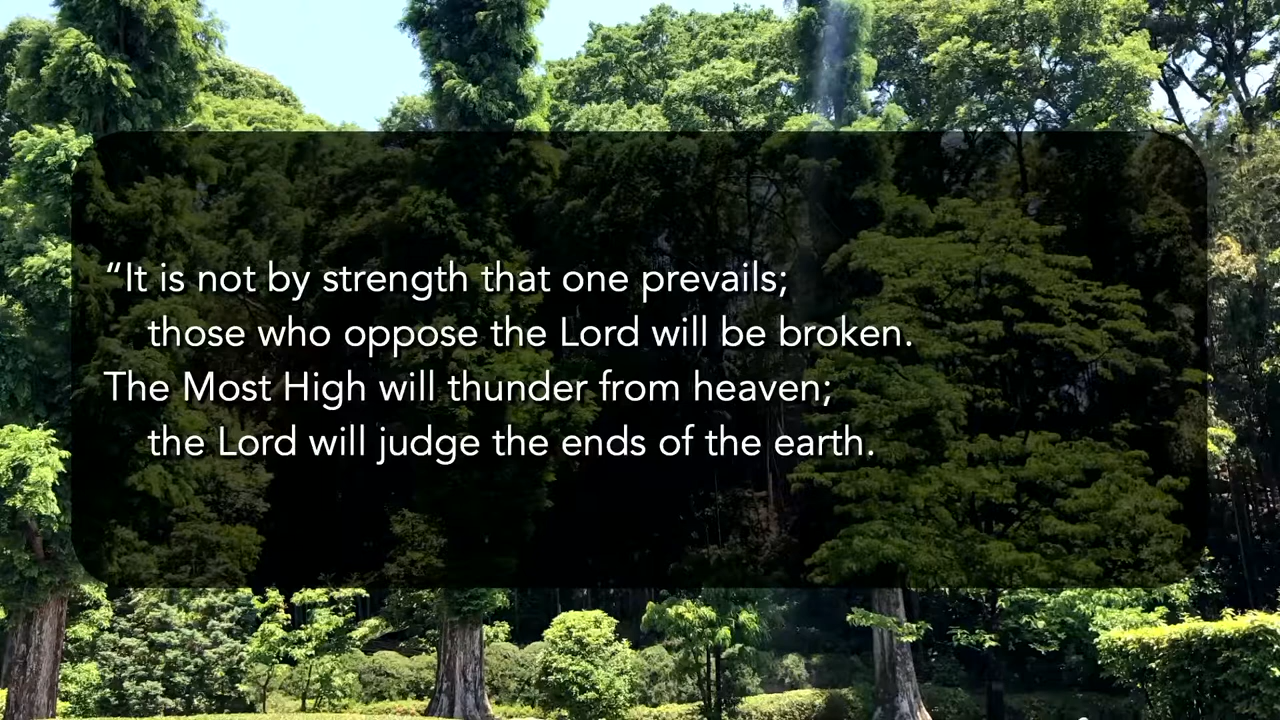 “It is not by strength that one prevails;
those who oppose the Lord will be broken.
The Most High will thunder from heaven;
the Lord will judge the ends of the earth.